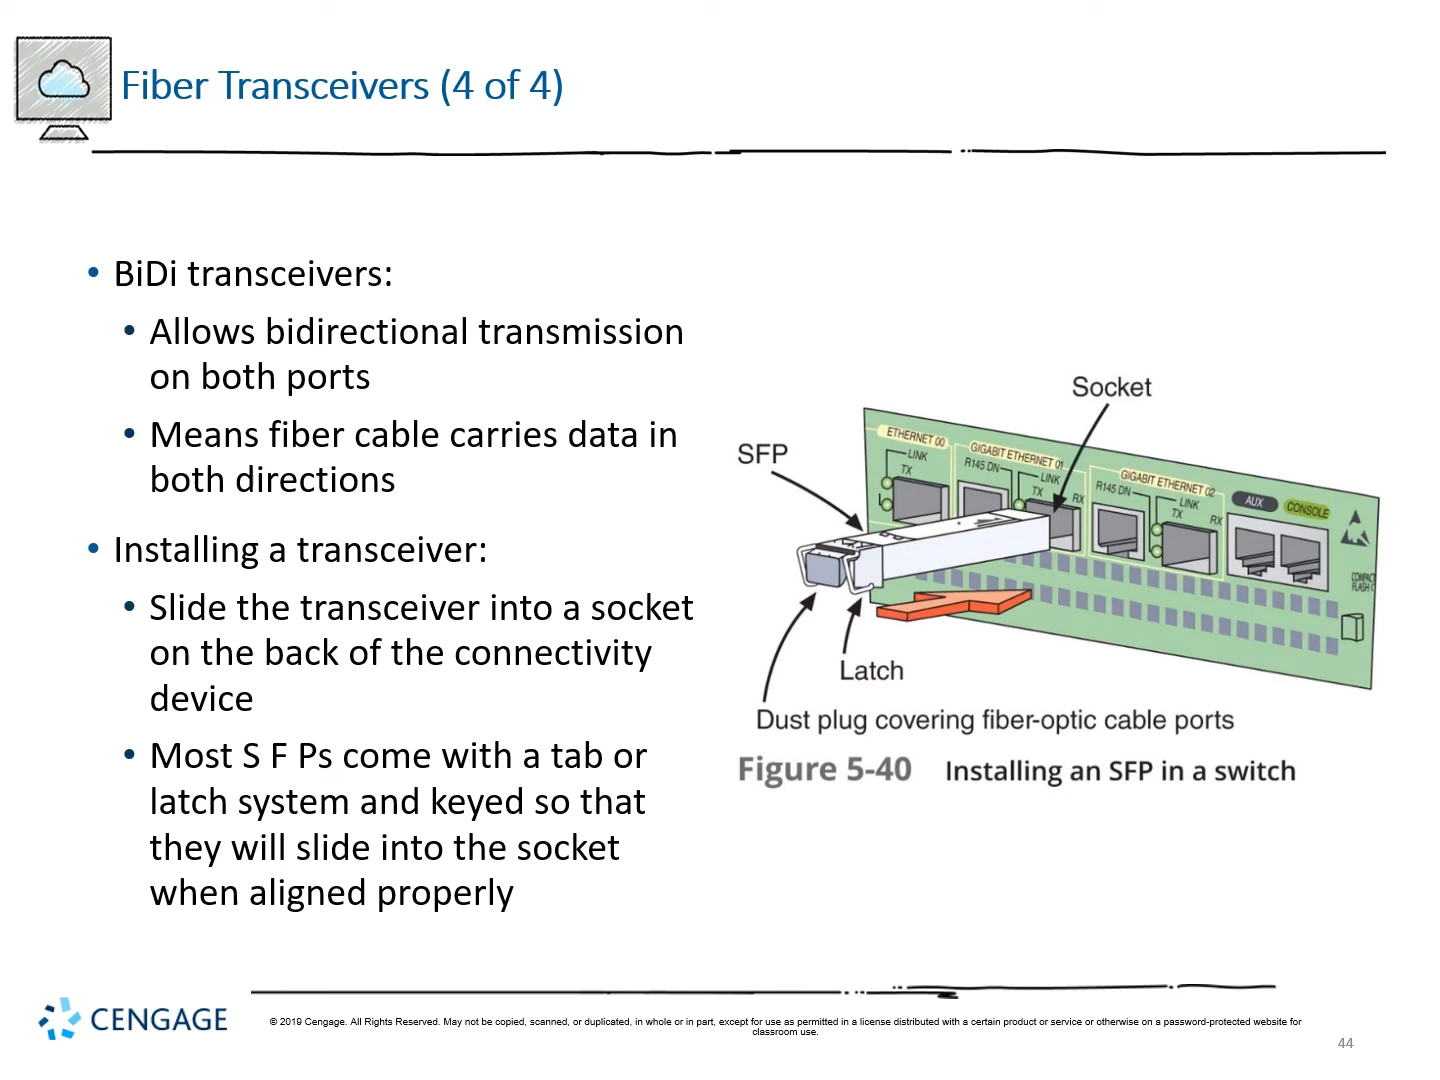 Fiber Transceivers (4 of 4)
• BiDi transceivers:
• Allows bidirectional transmission
on both ports
• Means fiber cable carries data in
both directions
• Installing a transceiver:
• Slide the transceiver into a socket
on the back of the connectivity
device
• Most S F Ps come with a tab or
latch system and keyed so that
they will slide into the socket
when aligned properly
Socket
SFP
ETHERNET 00
LINK
TX
GIGABIT ETHERNET 01
R145 DN
LINK
TX
RX
GIGABIT ETHERNET 02
R145 DN
LINK
TX
RX
AUX
CONSOLE
COMPACT
FLASH
Latch
Dust plug covering fiber-optic cable ports
Figure 5-40 Installing an SFP in a switch
CENGAGE
© 2019 Cengage. All Rights Reserved. May not be copied, scanned, or duplicated, in whole or in part, except for use as permitted in a license distributed with a certain product or service or otherwise on a password-protected website for
classroom use.
44